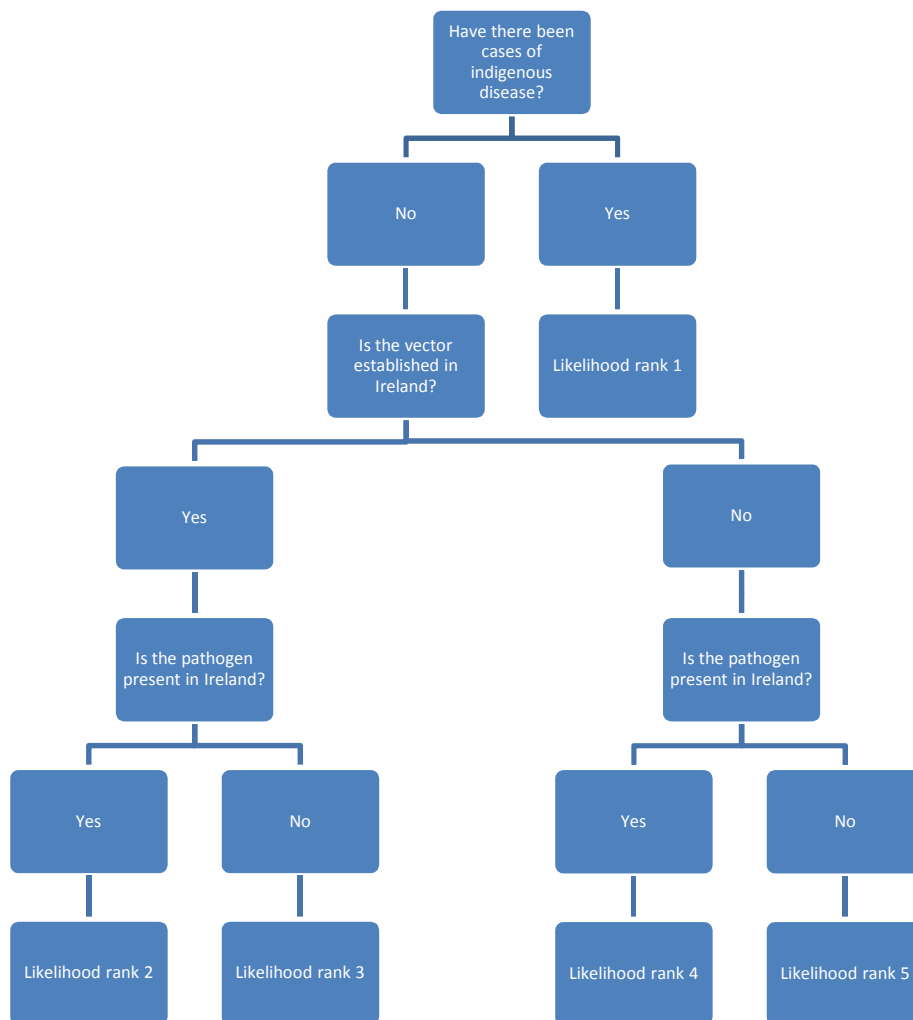 Have there been
cases of
indigenous
disease?
No
Yes
Is the vector
established in
Ireland?
Likelihood rank 1
Yes
No
Is the pathogen
present in Ireland?
Is the pathogen
present in Ireland?
Yes
No
Yes
No
Likelihood rank 2
Likelihood rank 3
Likelihood rank 4
Likelihood rank 5